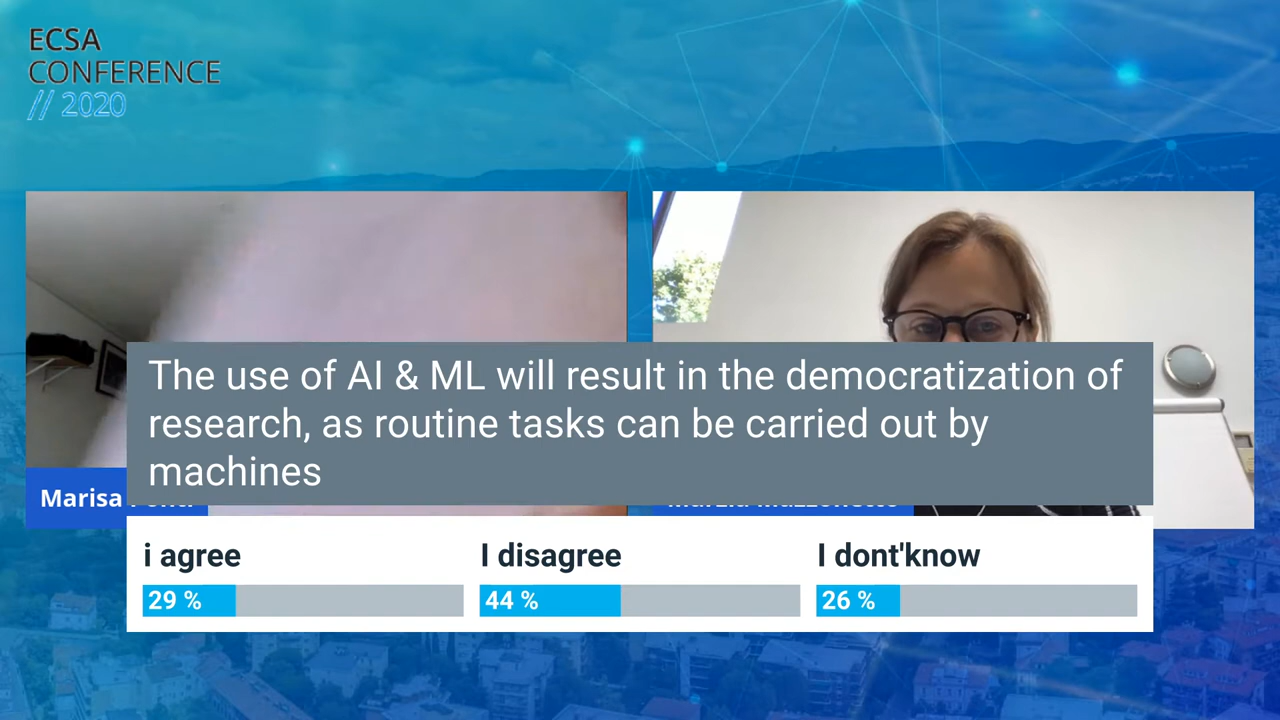 ECSA
CONFERENCE
// 2020
The use of AI & ML will result in the democratization of
research, as routine tasks can be carried out by
machines
Marisa
i agree
I disagree
I dont'know
29 %
44 %
26 %